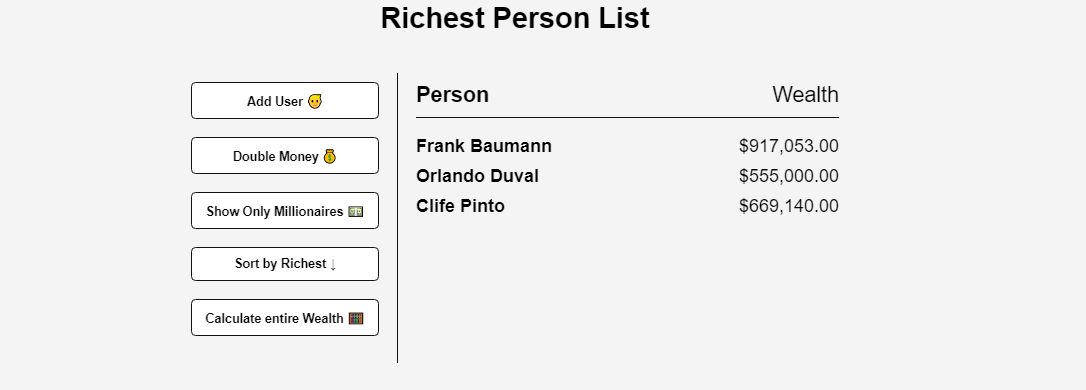 Richest Person List
Add User
Double Money
Show Only Millionaires
Sort by Richest ↓
Calculate entire Wealth
Person Wealth
Frank Baumann $917,053.00
Orlando Duval $555,000.00
Clife Pinto $669,140.00